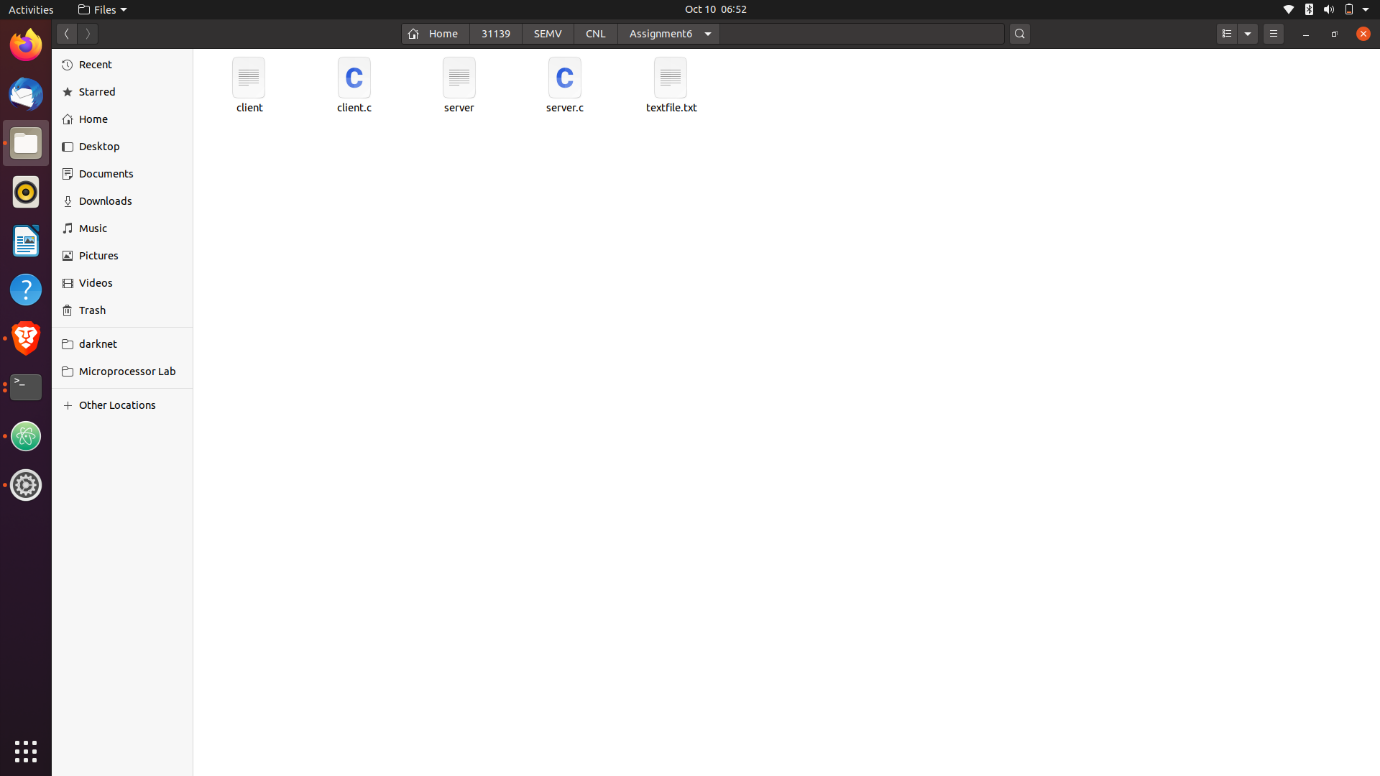 Activities
Files
Oct 10 06:52
Home
31139
SEMV
CNL
Assignment6
Recent
Starred
Home
Desktop
Documents
Downloads
Music
Pictures
Videos
Trash
darknet
Microprocessor Lab
Other Locations
client
client.c
server
server.c
textfile.txt